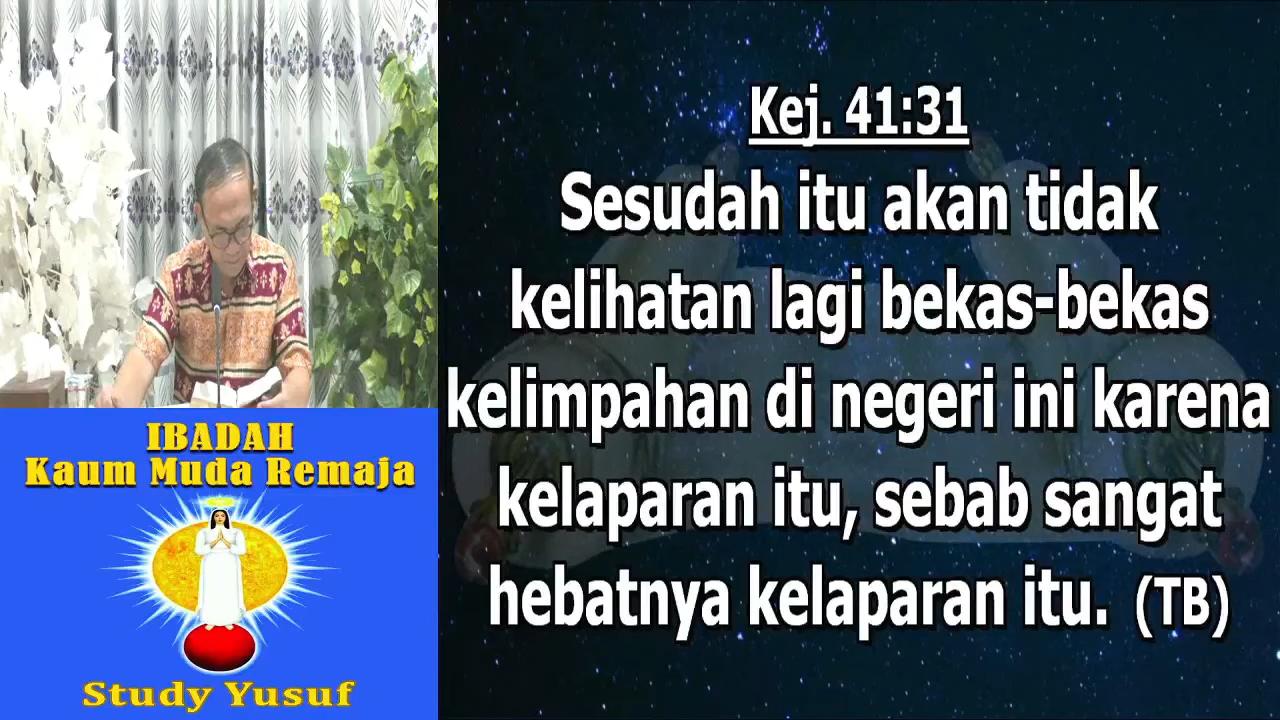 Kej. 41:31
Sesudah itu akan tidak
kelihatan lagi bekas-bekas
kelimpahan di negeri ini karena
kelaparan itu, sebab sangat
hebatnya kelaparan itu. (TB)
IBADAH
Kaum Muda Remaja
Study Yusuf